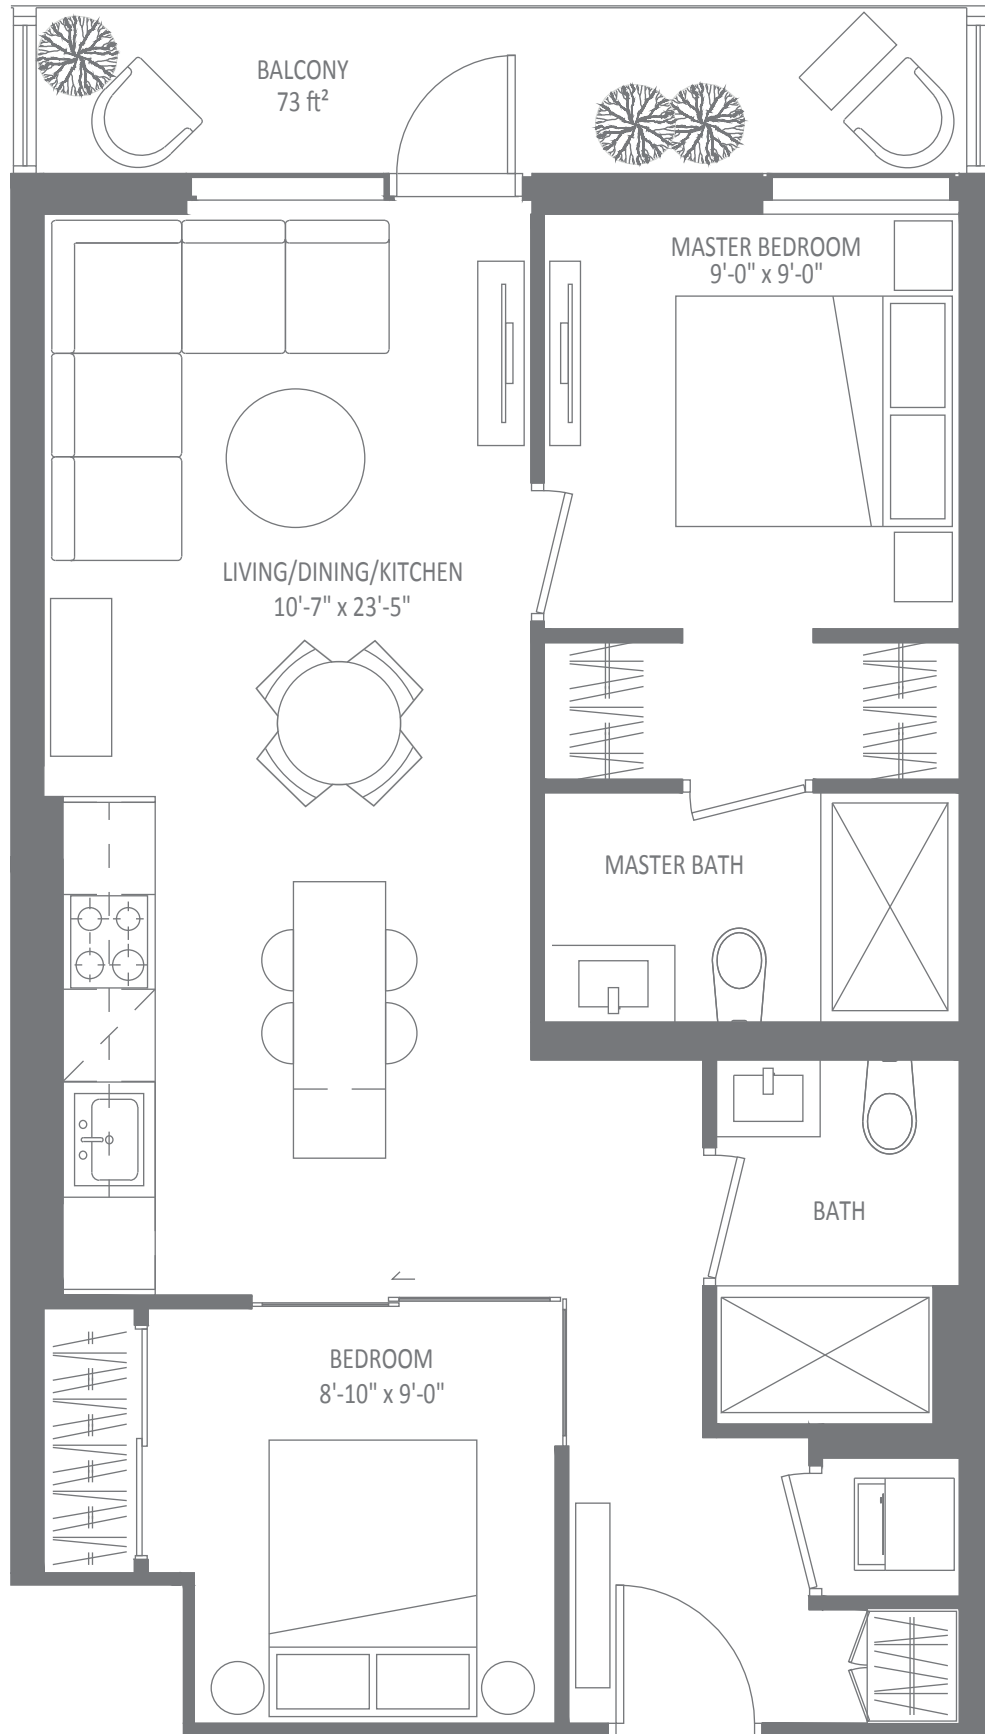 BALCONY
73 ft²
MASTER BEDROOM
9'-0" x 9'-0"
LIVING/DINING/KITCHEN
10'-7" x 23'-5"
MASTER BATH
BATH
BEDROOM
8'-10" x 9'-0"